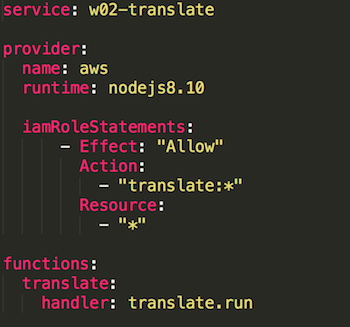 service: w02-translate
provider:
name: aws
runtime: nodejs8.10
iamRoleStatements:
- Effect: "Allow"
Action:
- "translate:*"
Resource:
- "*"
functions:
translate:
handler: translate.run